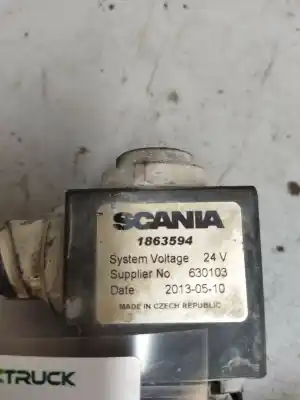 SCANIA
1863594
System Voltage 24 V
Supplier No. 630103
Date 2013-05-10
MADE IN CZECH REPUBLIC
TRUCK